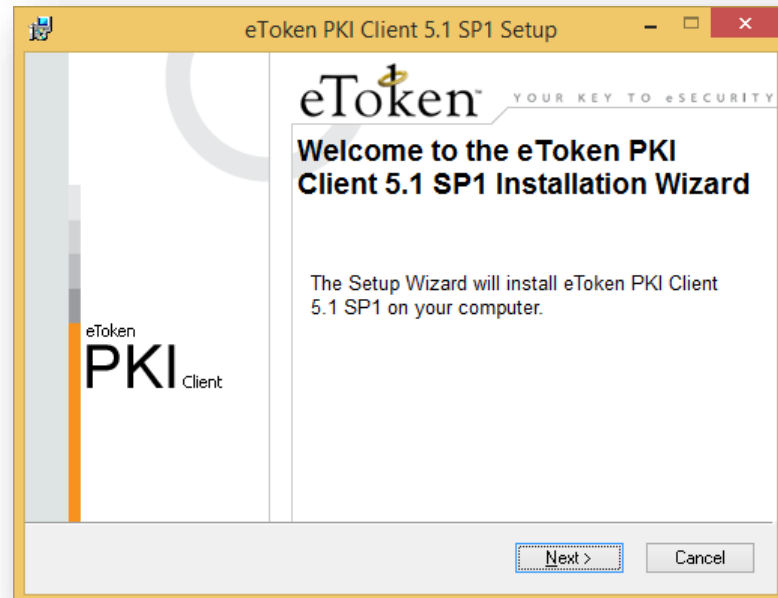 eToken PKI Client 5.1 SP1 Setup
eToken™ YOUR KEY TO eSECURITY
Welcome to the eToken PKI
Client 5.1 SP1 Installation Wizard
The Setup Wizard will install eToken PKI Client
5.1 SP1 on your computer.
eToken
PKI Client
Next >
Cancel